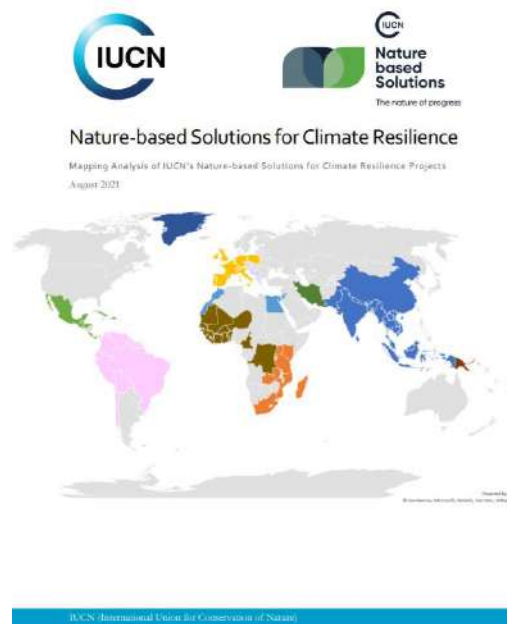 IUCN
IUCN
Nature
based
Solutions
The nature of progress
Nature-based Solutions for Climate Resilience
Mapping Analysis of IUCN's Nature-based Solutions for Climate Resilience Projects
August 2021
IUCN (International Union for Conservation of Nature)